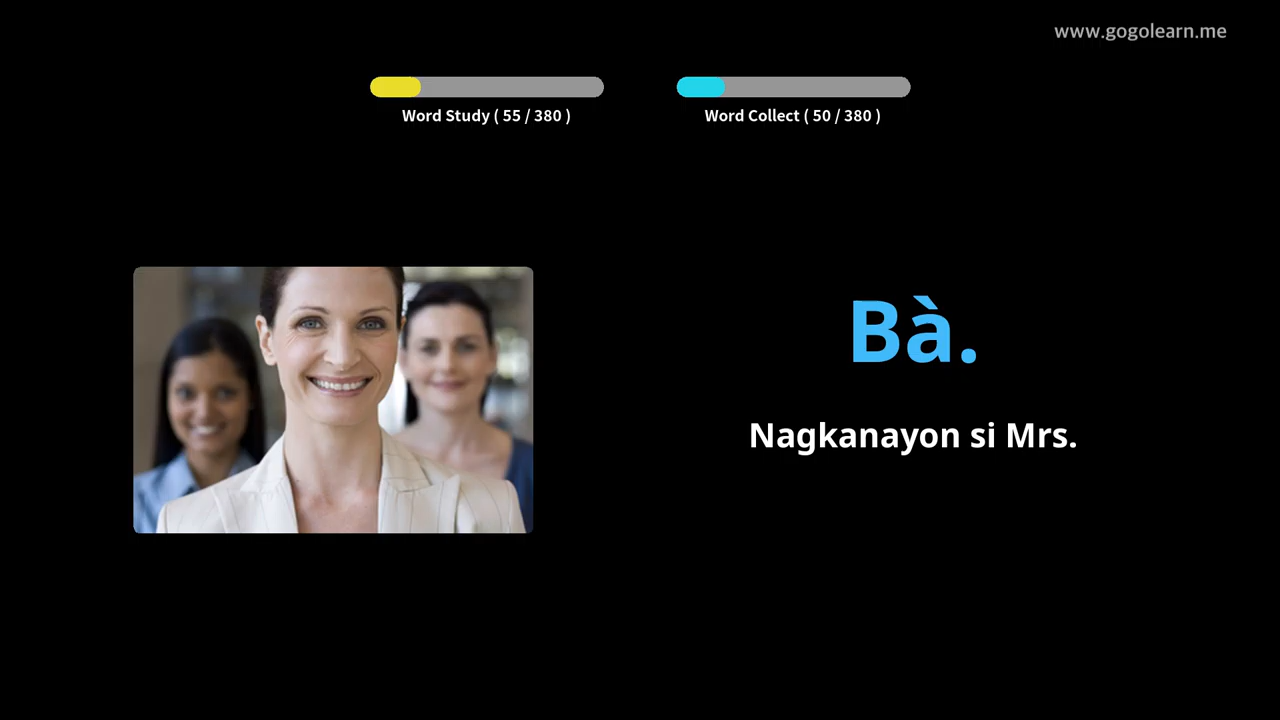 www.gogolearn.me
Word Study ( 55 / 380 )
Word Collect ( 50 / 380 )
Bà.
Nagkanayon si Mrs.